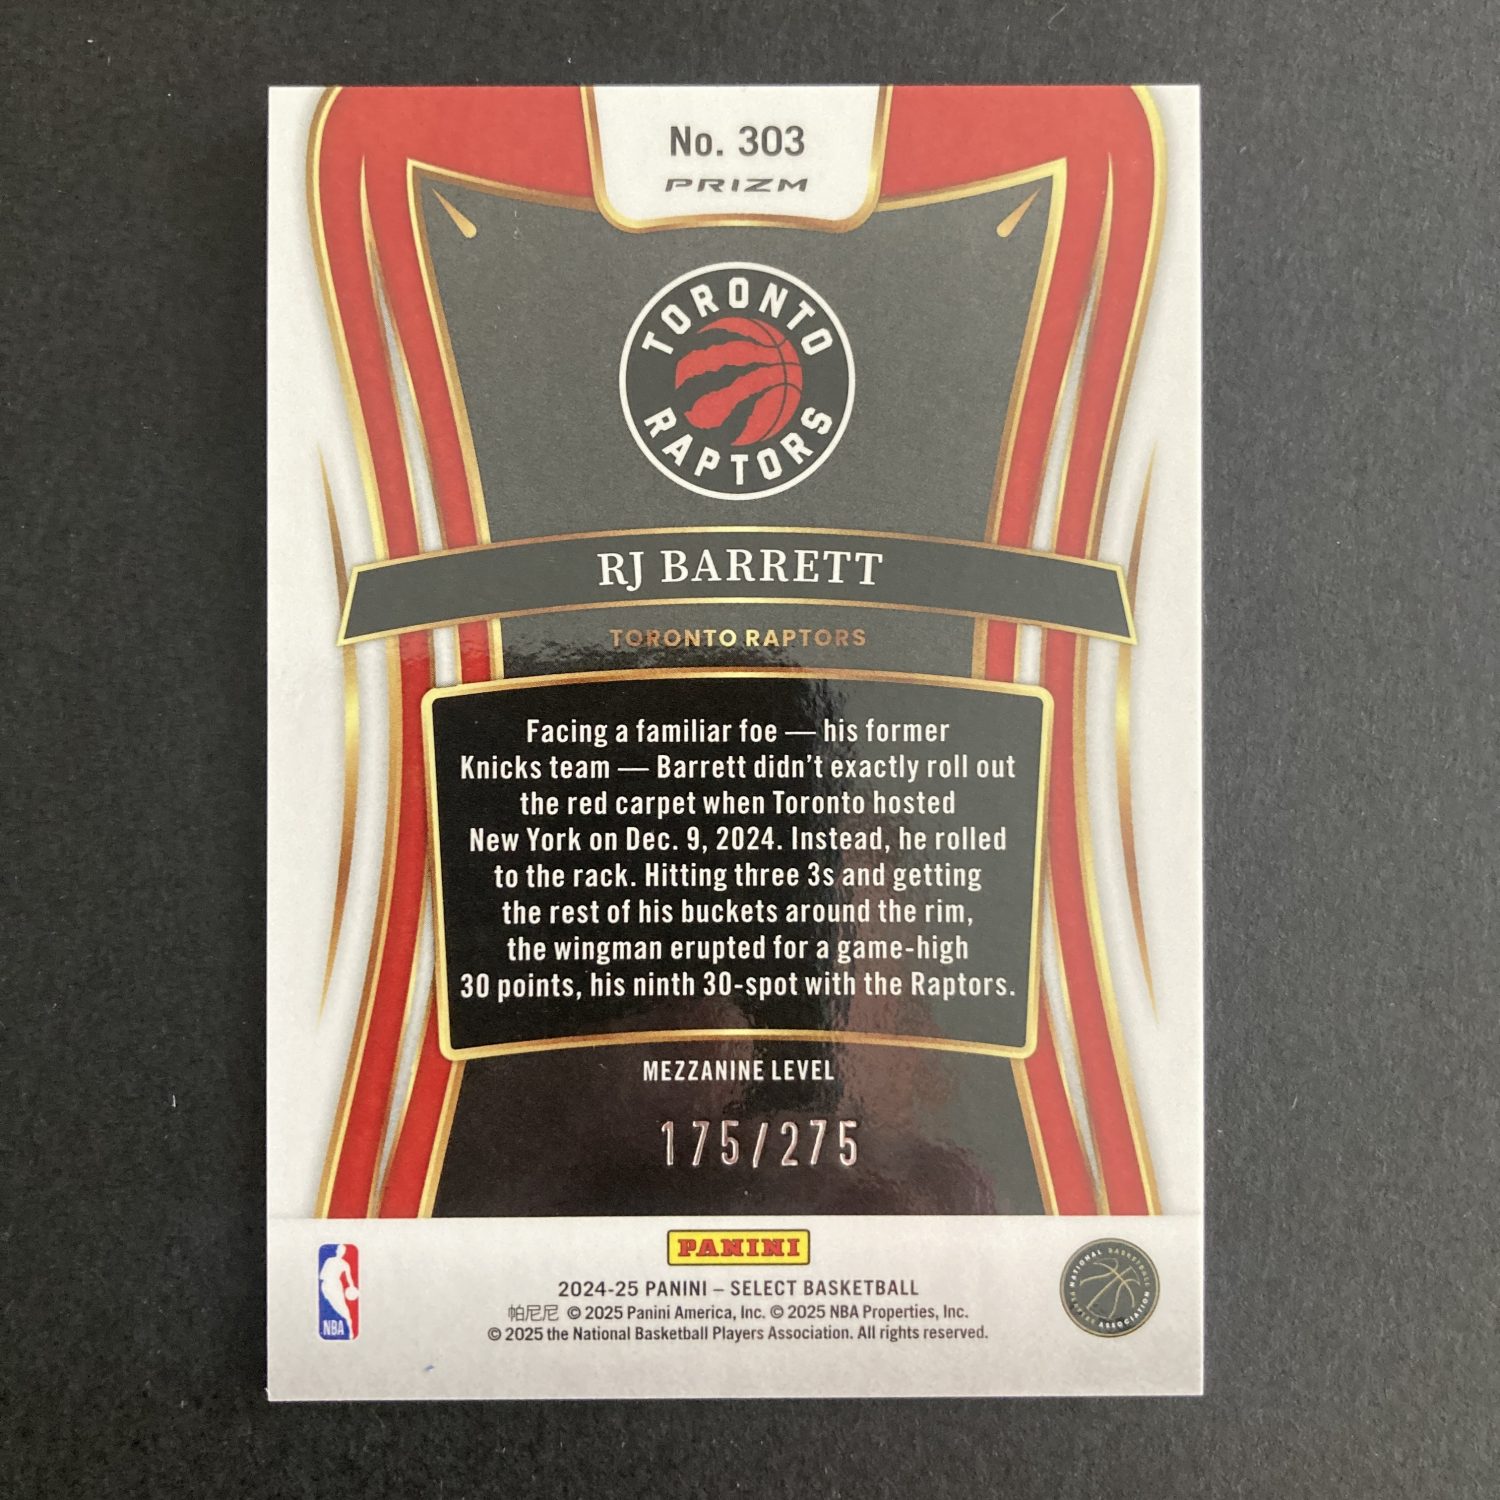 No. 303
PRIZM
TORONTO
RAPTORS
RJ BARRETT
TORONTO RAPTORS
Facing a familiar foe — his former
Knicks team — Barrett didn't exactly roll out
the red carpet when Toronto hosted
New York on Dec. 9, 2024. Instead, he rolled
to the rack. Hitting three 3s and getting
the rest of his buckets around the rim,
the wingman erupted for a game-high
30 points, his ninth 30-spot with the Raptors.
MEZZANINE LEVEL
175/275
PANINI
NBA
2024-25 PANINI – SELECT BASKETBALL
帕尼尼 © 2025 Panini America, Inc. © 2025 NBA Properties, Inc.
© 2025 the National Basketball Players Association. All rights reserved.
NATIONAL BASKETBALL
PLAYERS ASSOCIATION